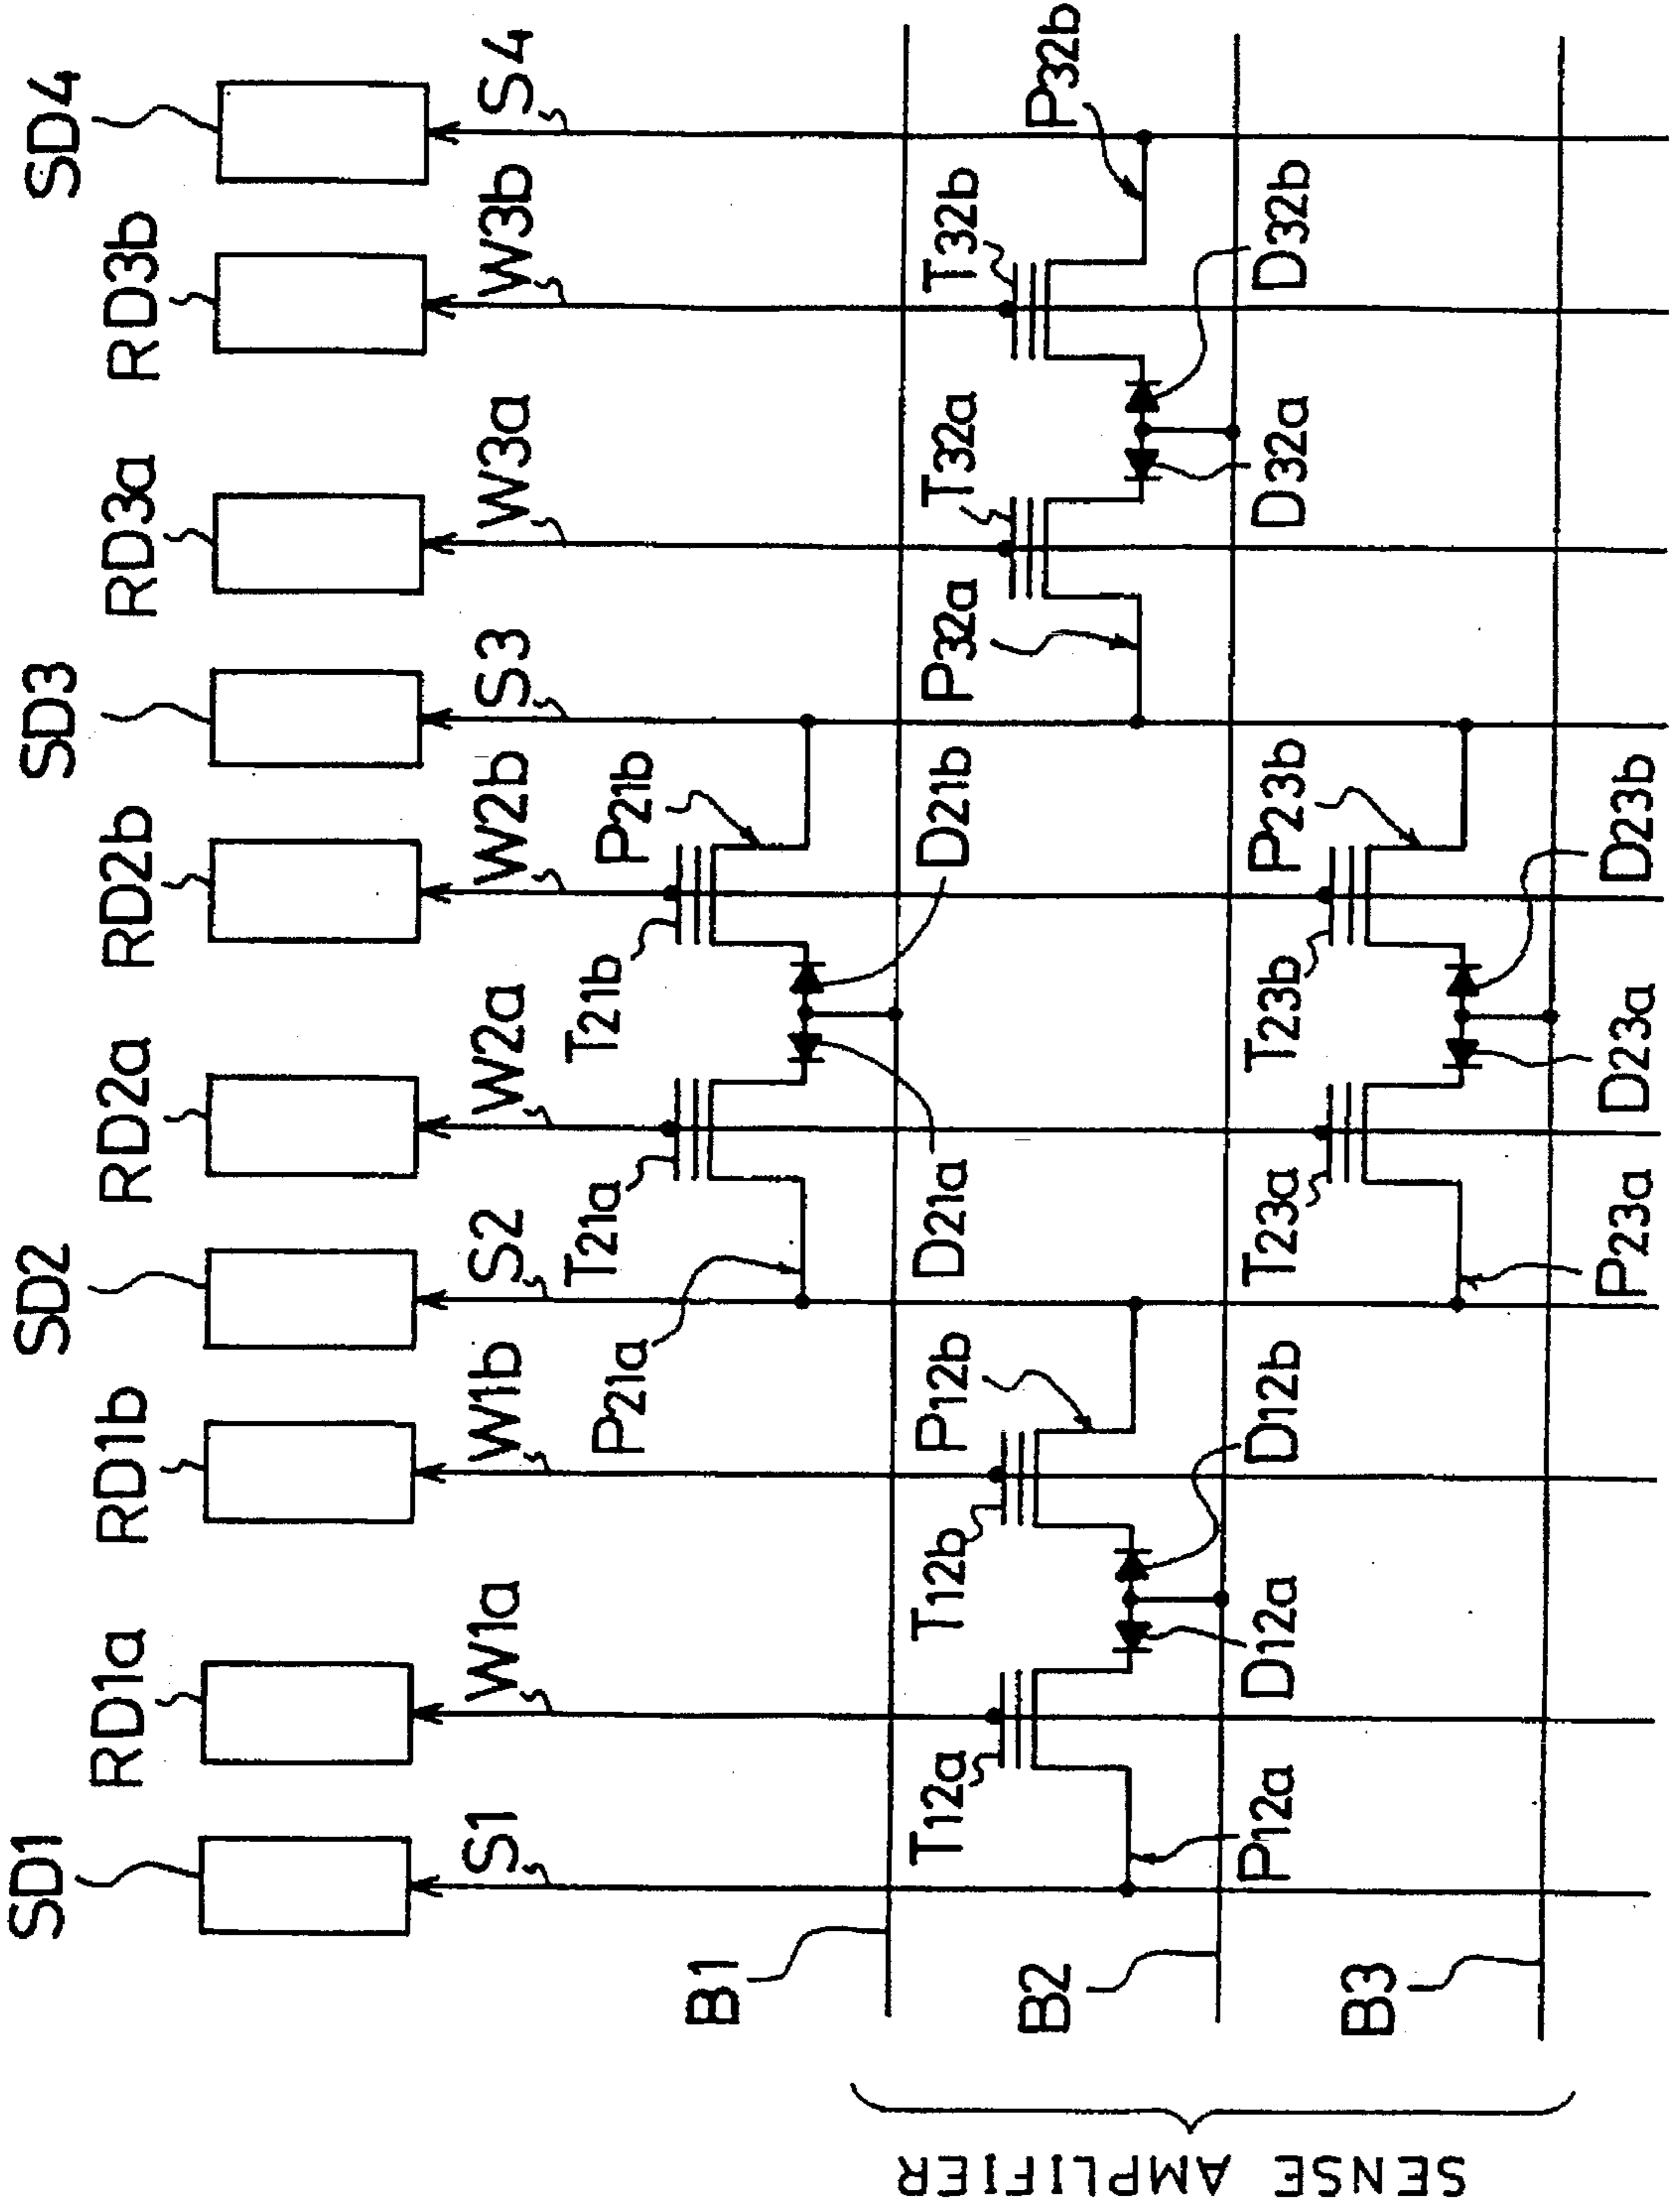 SD4
RD3b
RD3a
SD3
RD2b
RD2a
SD2
RD1b
RD1a
SD1
S4
W3b
W3a
S3
W2b
W2a
S2
W1b
W1a
S1
P21b
T21b
T21a
P21a
B1
P32b
T32b
T32a
P32a
D21b
D21a
P12b
T12b
T12a
B2
D32b
D32a
P23b
T23b
T23a
D12b
D12a
P12a
B3
D23b
D23a
P23a
SENSE AMPLIFIER